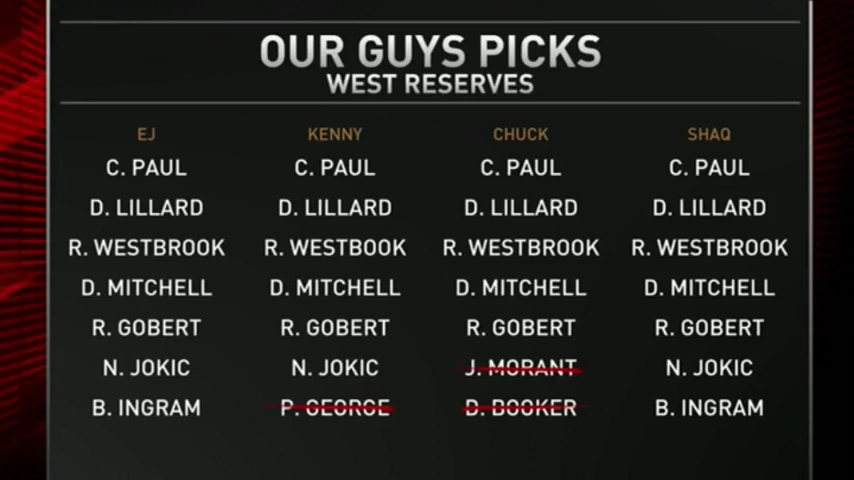 OUR GUYS PICKS
WEST RESERVES
EJ KENNY CHUCK SHAQ
C. PAUL C. PAUL C. PAUL C. PAUL
D. LILLARD D. LILLARD D. LILLARD D. LILLARD
R. WESTBROOK R. WESTBOOK R. WESTBROOK R. WESTBROOK
D. MITCHELL D. MITCHELL D. MITCHELL D. MITCHELL
R. GOBERT R. GOBERT R. GOBERT R. GOBERT
N. JOKIC N. JOKIC J. MORANT N. JOKIC
B. INGRAM P. GEORGE D. BOOKER B. INGRAM